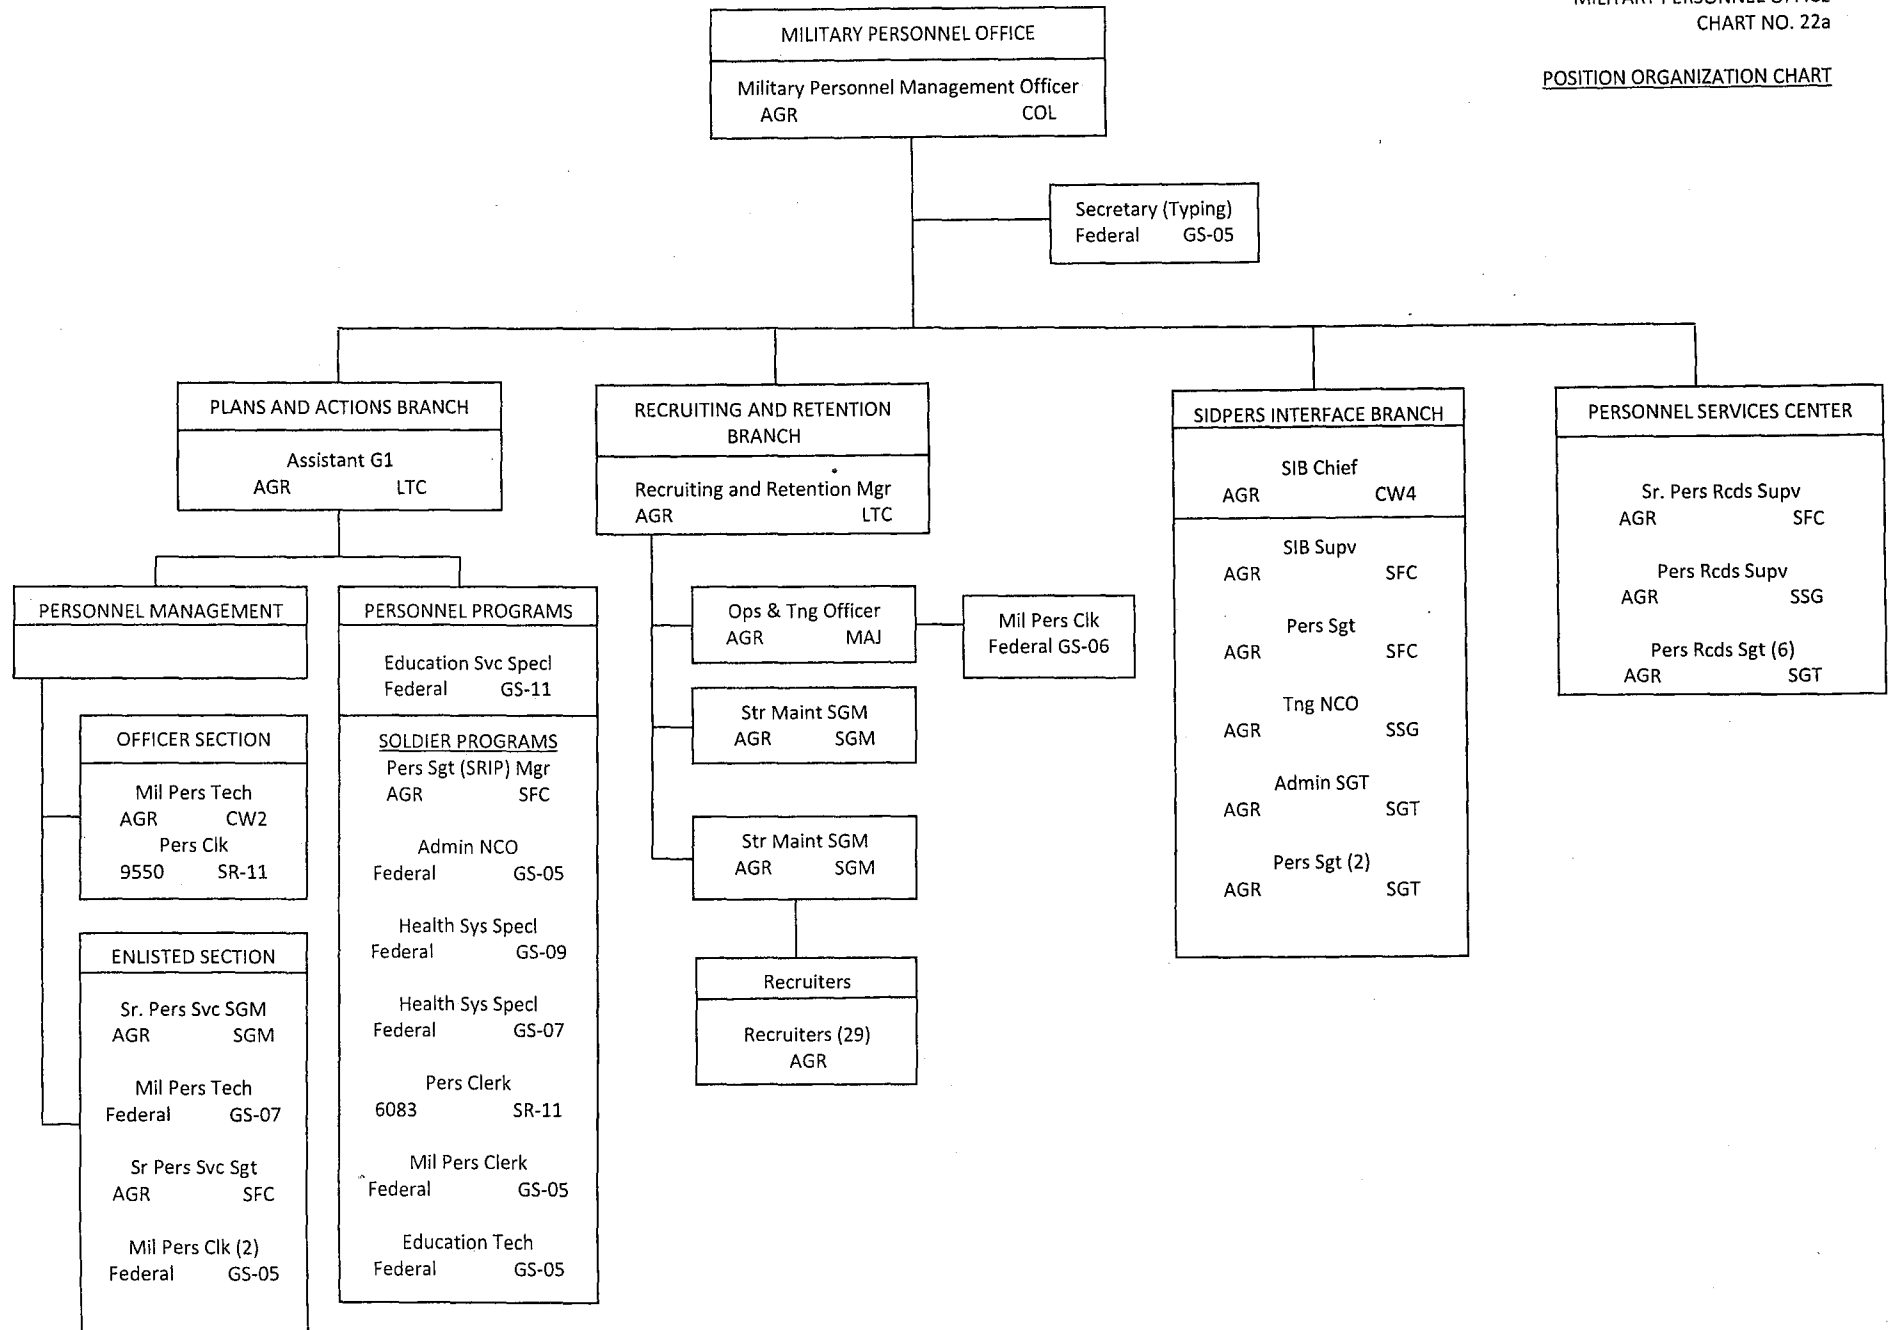 MILITARY PERSONNEL OFFICE
CHART NO. 22a
POSITION ORGANIZATION CHART
MILITARY PERSONNEL OFFICE
Military Personnel Management Officer
AGR COL
Secretary (Typing)
Federal GS-05
PLANS AND ACTIONS BRANCH
Assistant G1
AGR LTC
PERSONNEL MANAGEMENT
OFFICER SECTION
Mil Pers Tech
AGR CW2
Pers Clk
9550 SR-11
ENLISTED SECTION
Sr. Pers Svc SGM
AGR SGM
Mil Pers Tech
Federal GS-07
Sr Pers Svc Sgt
AGR SFC
Mil Pers Clk (2)
Federal GS-05
PERSONNEL PROGRAMS
Education Svc Specl
Federal GS-11
SOLDIER PROGRAMS
Pers Sgt (SRIP) Mgr
AGR SFC
Admin NCO
Federal GS-05
Health Sys Specl
Federal GS-09
Health Sys Specl
Federal GS-07
Pers Clerk
6083 SR-11
Mil Pers Clerk
Federal GS-05
Education Tech
Federal GS-05
RECRUITING AND RETENTION
BRANCH
Recruiting and Retention Mgr
AGR LTC
Ops & Tng Officer
AGR MAJ
Mil Pers Clk
Federal GS-06
Str Maint SGM
AGR SGM
Str Maint SGM
AGR SGM
Recruiters
Recruiters (29)
AGR
SIDPERS INTERFACE BRANCH
SIB Chief
AGR CW4
SIB Supv
AGR SFC
Pers Sgt
AGR SFC
Tng NCO
AGR SSG
Admin SGT
AGR SGT
Pers Sgt (2)
AGR SGT
PERSONNEL SERVICES CENTER
Sr. Pers Rcds Supv
AGR SFC
Pers Rcds Supv
AGR SSG
Pers Rcds Sgt (6)
AGR SGT